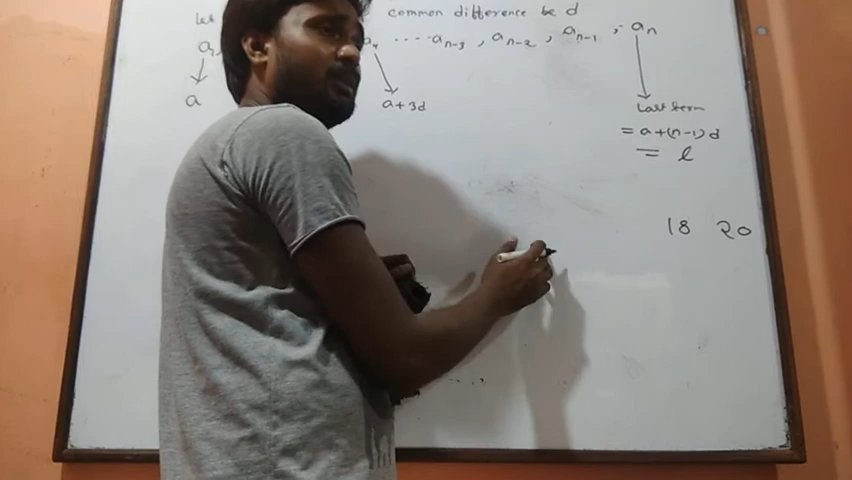 let common difference be d
a₁, a₄ ---- aₙ₋₃, aₙ₋₂, aₙ₋₁, -- aₙ
a a+3d Last term
= a+(n-1)d
= l
18 20